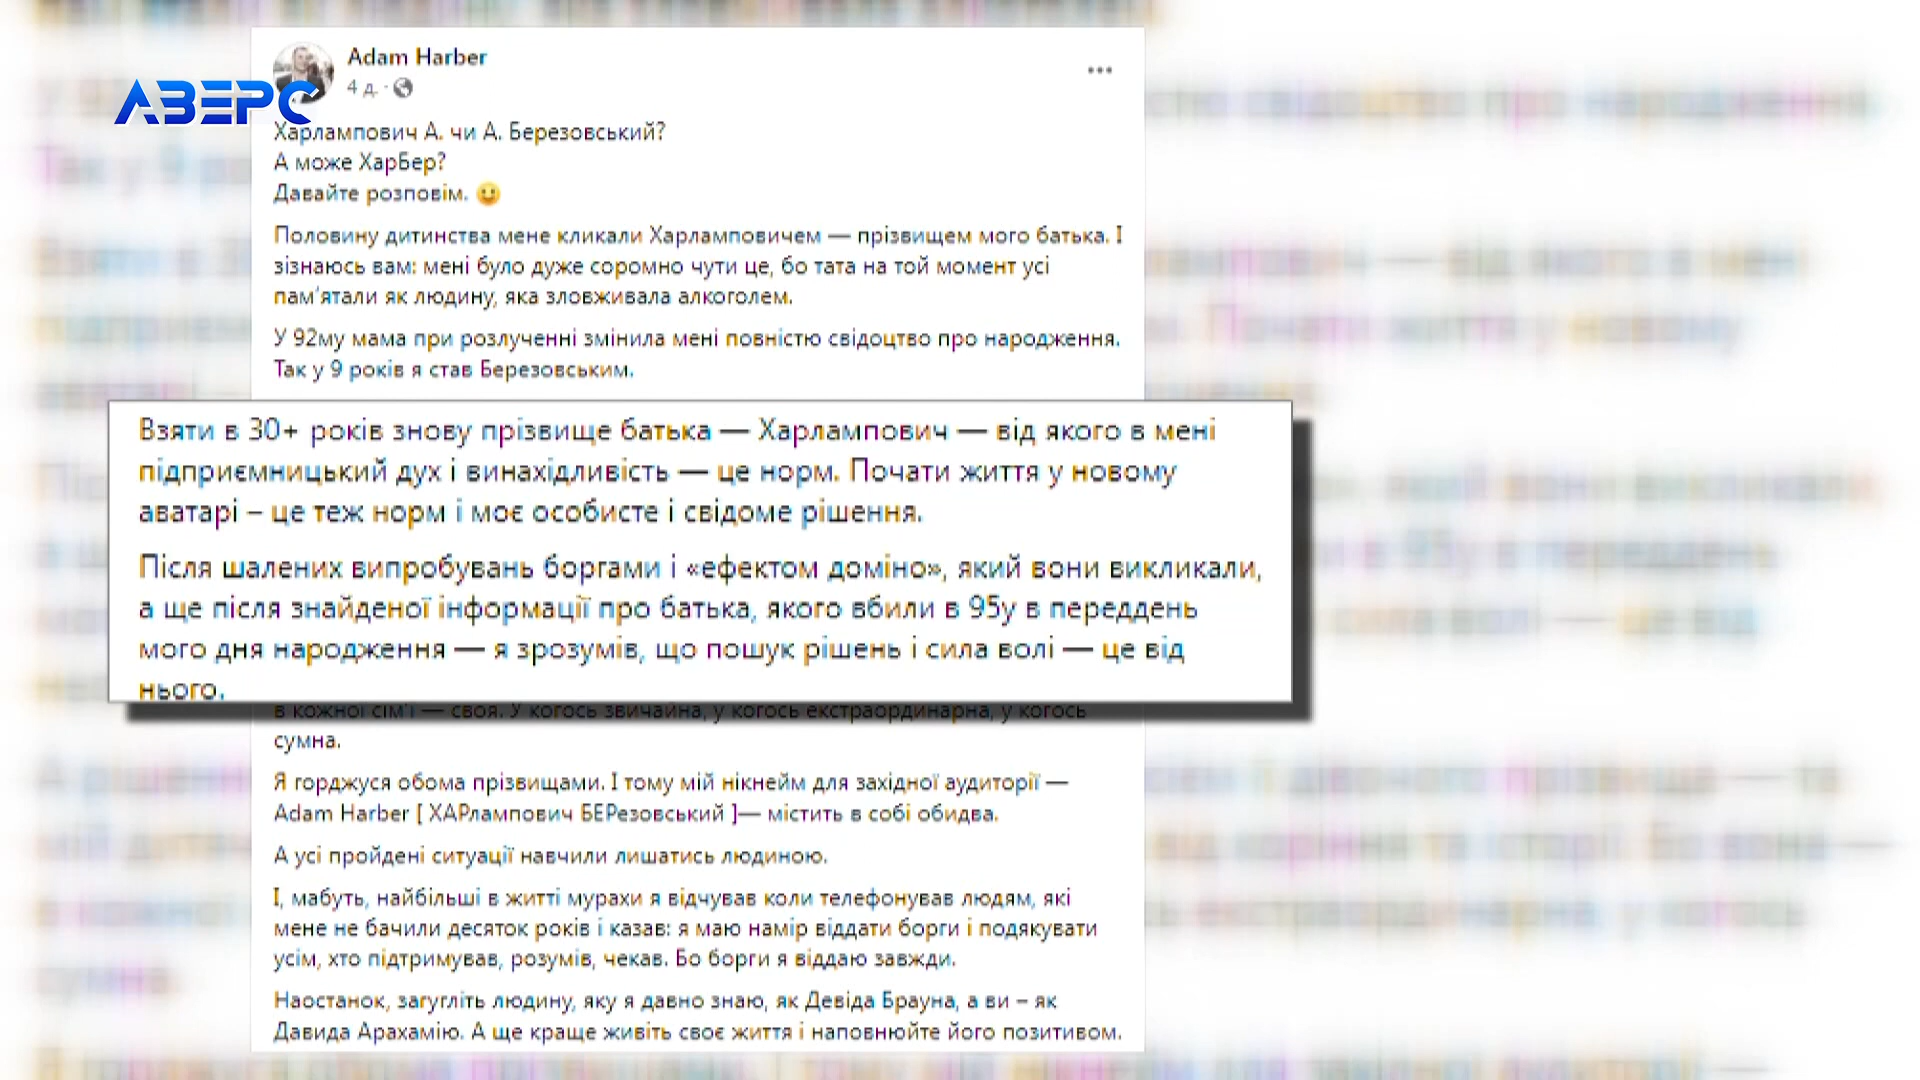 Adam Harber
АВЕРС
4 д.
Харлампович А. чи А. Березовський?
А може ХарБер?
Давайте розповім. 🙂
Половину дитинства мене кликали Харламповичем — прізвищем мого батька. І
зізнаюсь вам: мені було дуже соромно чути це, бо тата на той момент усі
пам'ятали як людину, яка зловживала алкоголем.
У 92му мама при розлученні змінила мені повністю свідоцтво про народження.
Так у 9 років я став Березовським.
Взяти в 30+ років знову прізвище батька — Харлампович — від якого в мені
підприємницький дух і винахідливість — це норм. Почати життя у новому
аватарі – це теж норм і моє особисте і свідоме рішення.
Після шалених випробувань боргами і «ефектом доміно», який вони викликали,
а ще після знайденої інформації про батька, якого вбили в 95у в переддень
мого дня народження — я зрозумів, що пошук рішень і сила волі — це від
нього.
в кожної сім'ї — своя. У когось звичайна, у когось екстраординарна, у когось
сумна.
Я горджуся обома прізвищами. І тому мій нікнейм для західної аудиторії —
Adam Harber [ ХАРлампович БЕРезовський ]— містить в собі обидва.
А усі пройдені ситуації навчили лишатись людиною.
І, мабуть, найбільші в житті мурахи я відчував коли телефонував людям, які
мене не бачили десяток років і казав: я маю намір віддати борги і подякувати
усім, хто підтримував, розумів, чекав. Бо борги я віддаю завжди.
Наостанок, загугліть людину, яку я давно знаю, як Девіда Брауна, а ви – як
Давида Арахамію. А ще краще живіть своє життя і наповнюйте його позитивом.